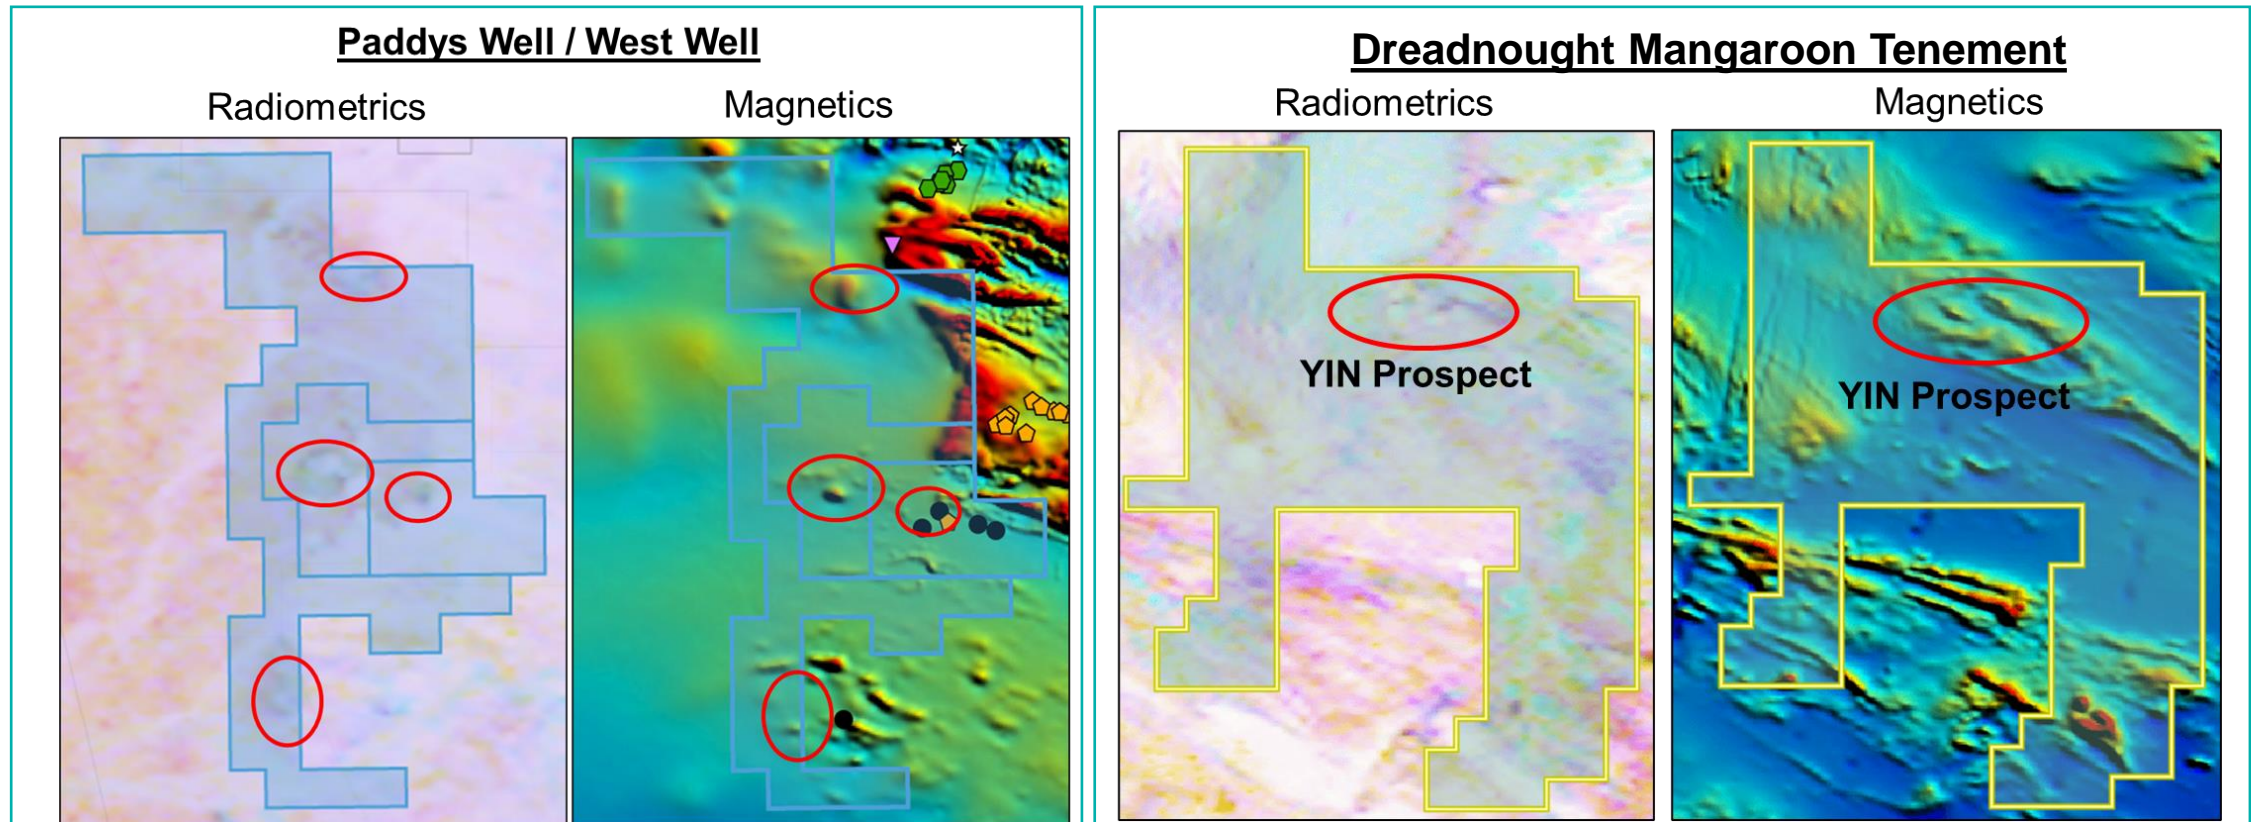 Paddys Well / West Well
Radiometrics
Magnetics
Dreadnought Mangaroon Tenement
Radiometrics
Magnetics
YIN Prospect
YIN Prospect